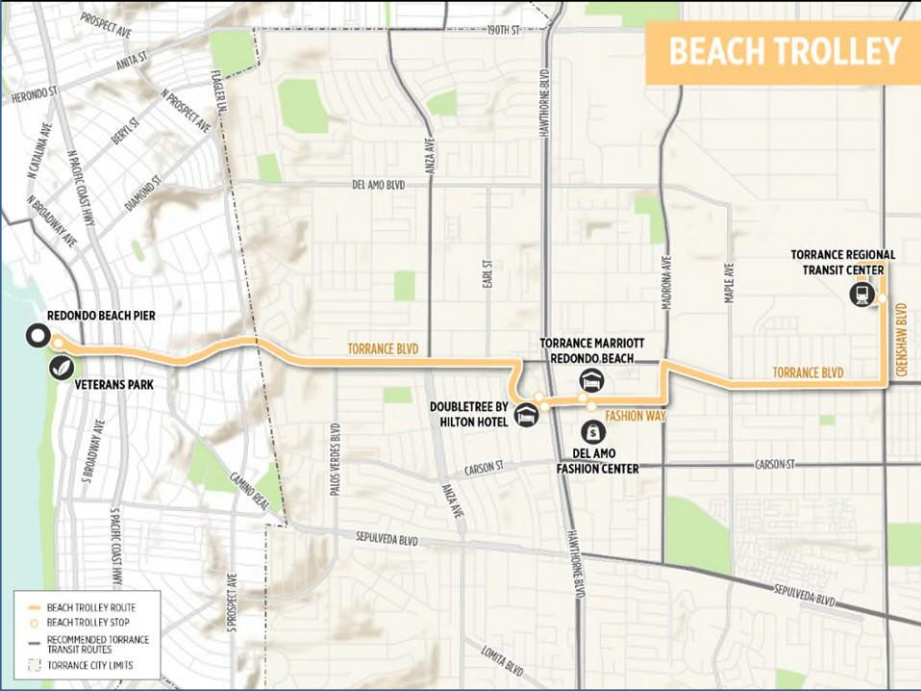 BEACH TROLLEY
PROSPECT AVE
190TH ST
ANITA ST
HERONDO ST
FLAGLER LN
N PROSPECT AVE
BERYL ST
N CATALINA AVE
N PACIFIC COAST HWY
ANZA AVE
HAWTHORNE BLVD
DIAMOND ST
DEL AMO BLVD
N BROADWAY AVE
EARL ST
MADRONA AVE
MAPLE AVE
TORRANCE REGIONAL
TRANSIT CENTER
CRENSHAW BLVD
REDONDO BEACH PIER
VETERANS PARK
TORRANCE BLVD
TORRANCE MARRIOTT
REDONDO BEACH
TORRANCE BLVD
DOUBLETREE BY
HILTON HOTEL
FASHION WAY
DEL AMO
FASHION CENTER
S
S BROADWAY AVE
PALOS VERDES BLVD
CARSON ST
CARSON ST
CAMINO REAL
ANZA AVE
S PACIFIC COAST HWY
SEPULVEDA BLVD
HAWTHORNE BLVD
S PROSPECT AVE
SEPULVEDA BLVD
LOMITA BLVD
BEACH TROLLEY ROUTE
BEACH TROLLEY STOP
RECOMMENDED TORRANCE
TRANSIT ROUTES
TORRANCE CITY LIMITS